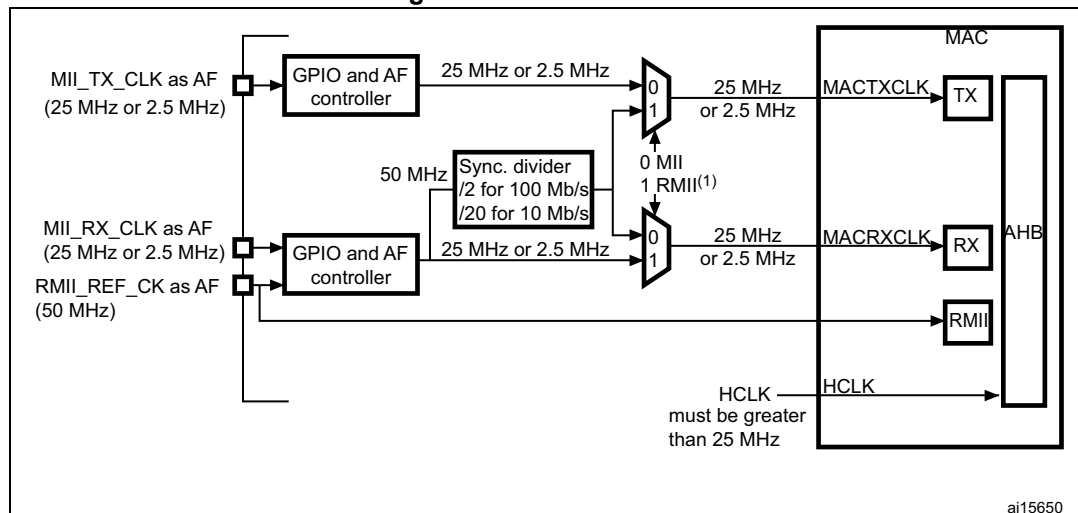 g
MAC
MII_TX_CLK as AF
(25 MHz or 2.5 MHz)
GPIO and AF
controller
25 MHz or 2.5 MHz
0
1
25 MHz
or 2.5 MHz
MACTXCLK
TX
50 MHz
Sync. divider
/2 for 100 Mb/s
/20 for 10 Mb/s
0 MII
1 RMII(1)
MII_RX_CLK as AF
(25 MHz or 2.5 MHz)
RMII_REF_CK as AF
(50 MHz)
GPIO and AF
controller
25 MHz or 2.5 MHz
0
1
25 MHz
or 2.5 MHz
MACRXCLK
RX
AHB
RMII
HCLK
must be greater
than 25 MHz
HCLK
ai15650